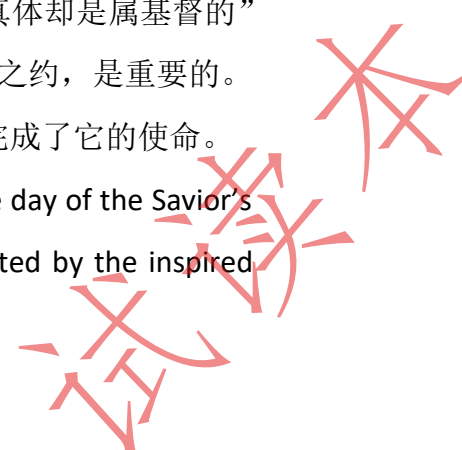 真体却是属基督的”
之约，是重要的。
完成了它的使命。
e day of the Savior’s
ted by the inspired
试读本